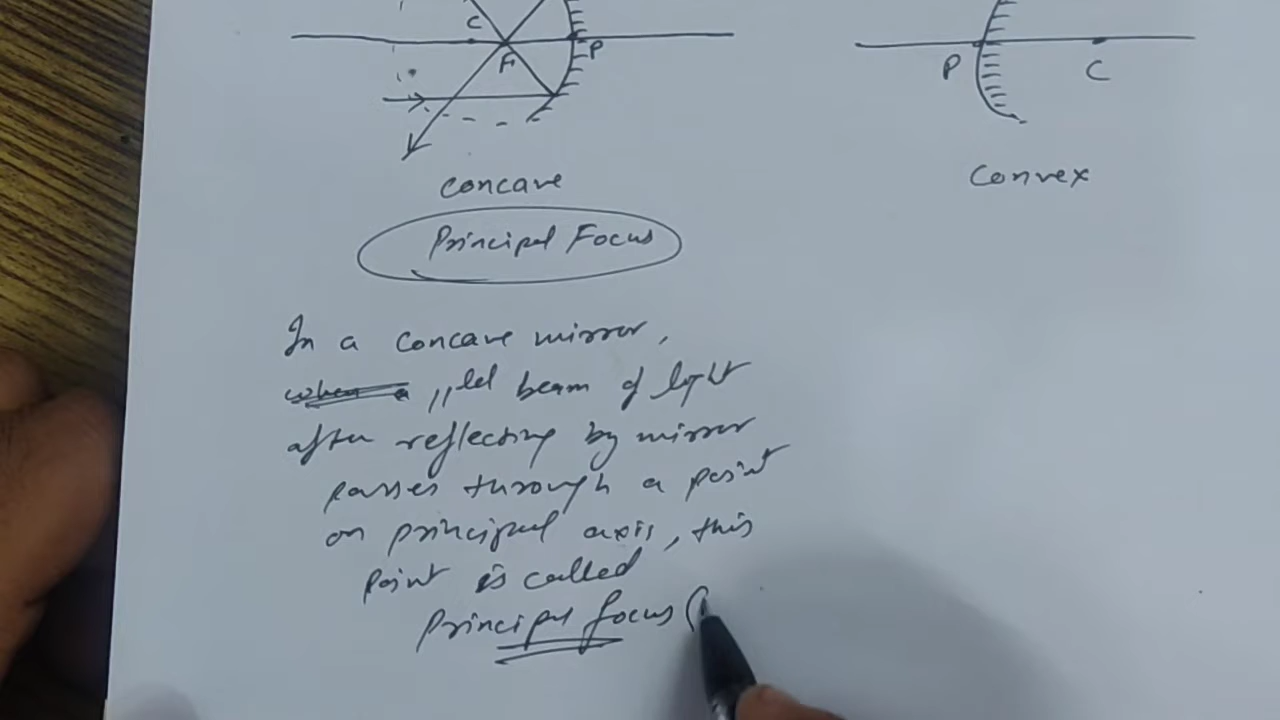 C
F
P
P
C
Concave
Convex
Principal Focus
In a concave mirror,
when a ||lel beam of light
after reflecting by mirror
passes through a point
on principal axis, this
point is called
Principal focus (